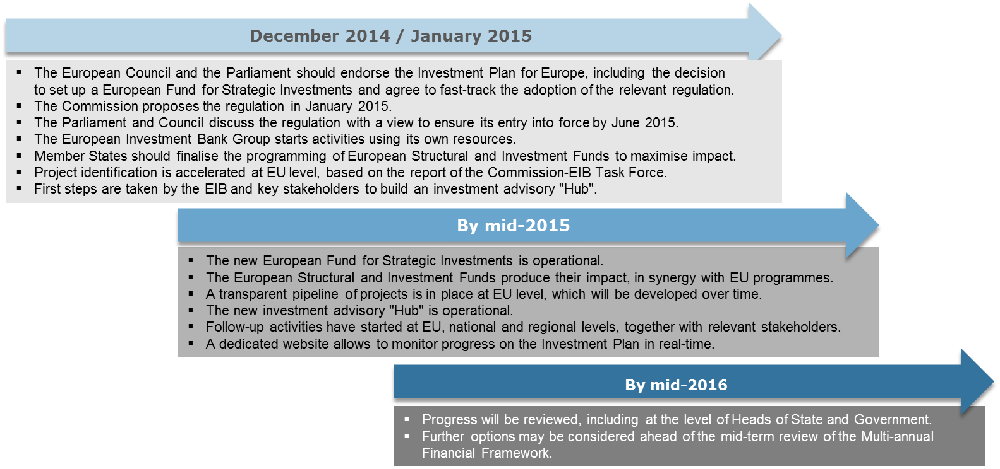 December 2014 / January 2015
▪ The European Council and the Parliament should endorse the Investment Plan for Europe, including the decision
to set up a European Fund for Strategic Investments and agree to fast-track the adoption of the relevant regulation.
▪ The Commission proposes the regulation in January 2015.
▪ The Parliament and Council discuss the regulation with a view to ensure its entry into force by June 2015.
▪ The European Investment Bank Group starts activities using its own resources.
▪ Member States should finalise the programming of European Structural and Investment Funds to maximise impact.
▪ Project identification is accelerated at EU level, based on the report of the Commission-EIB Task Force.
▪ First steps are taken by the EIB and key stakeholders to build an investment advisory "Hub".
By mid-2015
▪ The new European Fund for Strategic Investments is operational.
▪ The European Structural and Investment Funds produce their impact, in synergy with EU programmes.
▪ A transparent pipeline of projects is in place at EU level, which will be developed over time.
▪ The new investment advisory "Hub" is operational.
▪ Follow-up activities have started at EU, national and regional levels, together with relevant stakeholders.
▪ A dedicated website allows to monitor progress on the Investment Plan in real-time.
By mid-2016
▪ Progress will be reviewed, including at the level of Heads of State and Government.
▪ Further options may be considered ahead of the mid-term review of the Multi-annual
Financial Framework.